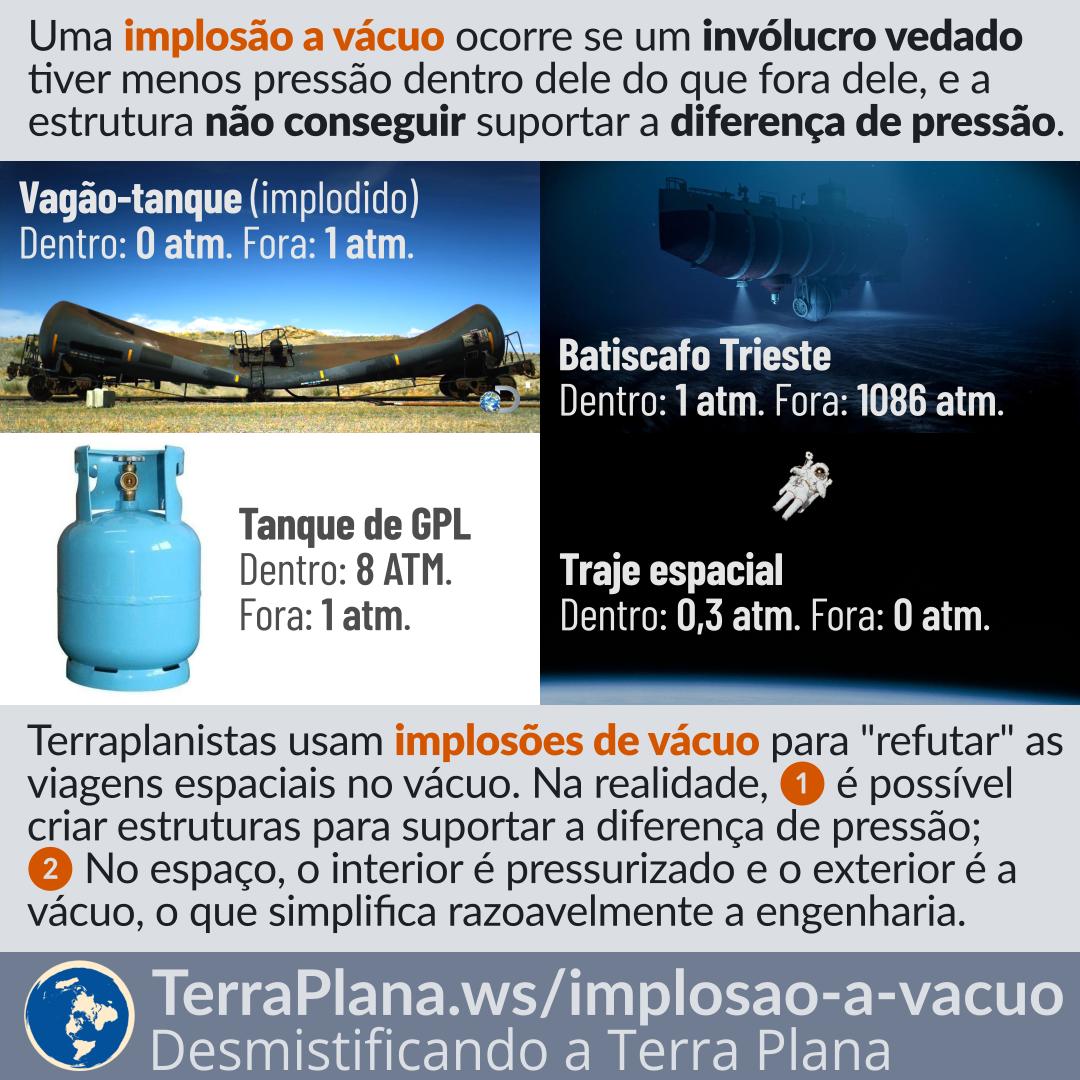 Uma implosão a vácuo ocorre se um invólucro vedado
tiver menos pressão dentro dele do que fora dele, e a
estrutura não conseguir suportar a diferença de pressão.
Vagão-tanque (implodido)
Dentro: 0 atm. Fora: 1 atm.
Batiscafo Trieste
Dentro: 1 atm. Fora: 1086 atm.
Tanque de GPL
Dentro: 8 ATM.
Fora: 1 atm.
Traje espacial
Dentro: 0,3 atm. Fora: 0 atm.
Terraplanistas usam implosões de vácuo para "refutar" as
viagens espaciais no vácuo. Na realidade, 1 é possível
criar estruturas para suportar a diferença de pressão;
2 No espaço, o interior é pressurizado e o exterior é a
vácuo, o que simplifica razoavelmente a engenharia.
TerraPlana.ws/implosao-a-vacuo
Desmistificando a Terra Plana